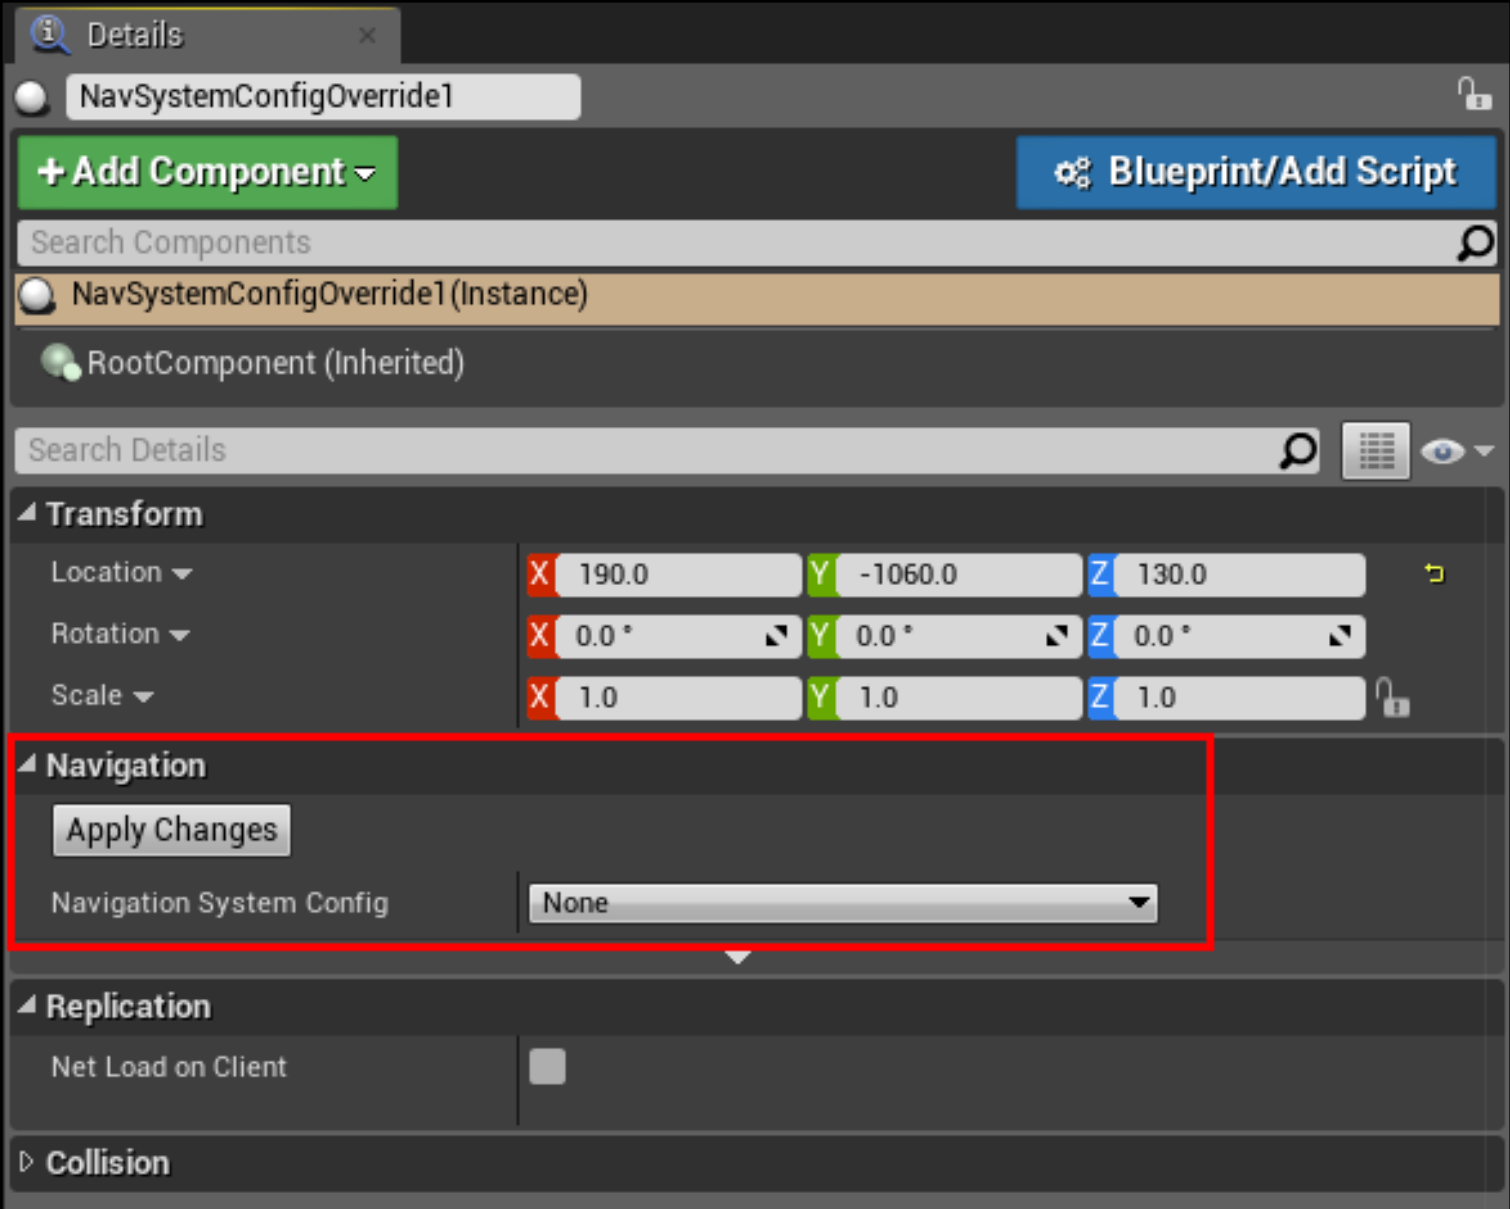 Details
NavSystemConfigOverride1
+ Add Component
Blueprint/Add Script
Search Components
NavSystemConfigOverride1(Instance)
RootComponent (Inherited)
Search Details
Transform
Location X 190.0 Y -1060.0 Z 130.0
Rotation X 0.0 ° Y 0.0 ° Z 0.0 °
Scale X 1.0 Y 1.0 Z 1.0
Navigation
Apply Changes
Navigation System Config None
Replication
Net Load on Client
Collision